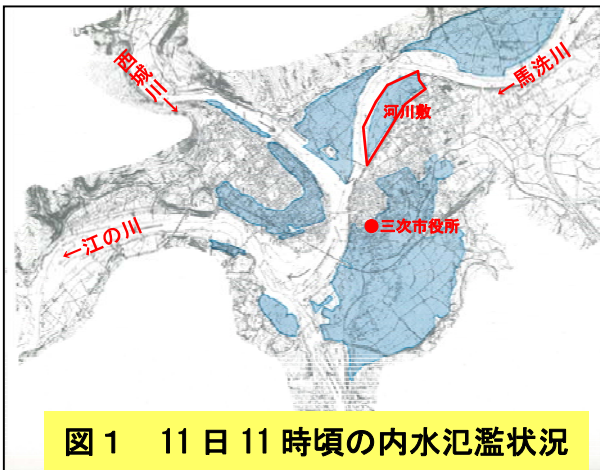 西城川→
←馬洗川
河川敷
●三次市役所
←江の川
図1 11日11時頃の内水氾濫状況